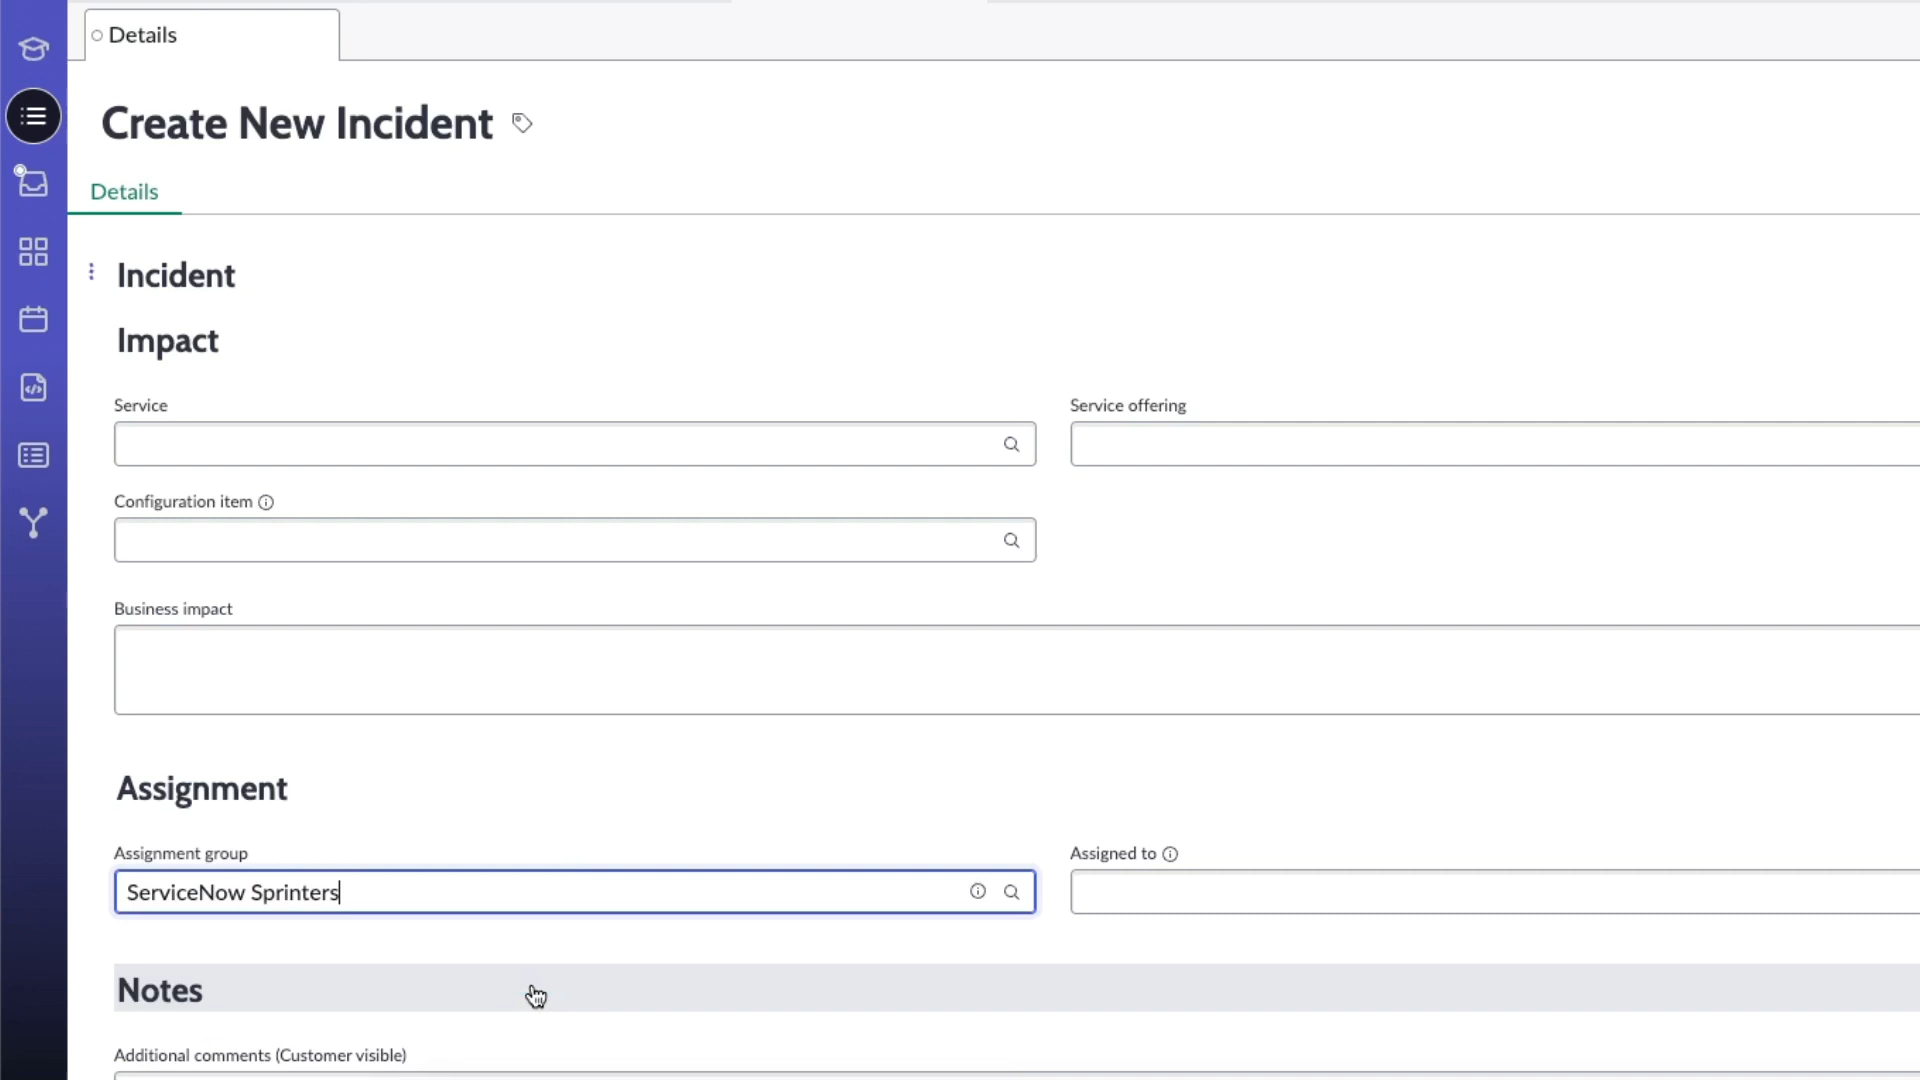 Details
Create New Incident
Details
Incident
Impact
Service
Service offering
Configuration item
Business impact
Assignment
Assignment group
Assigned to
ServiceNow Sprinters
Notes
Additional comments (Customer visible)